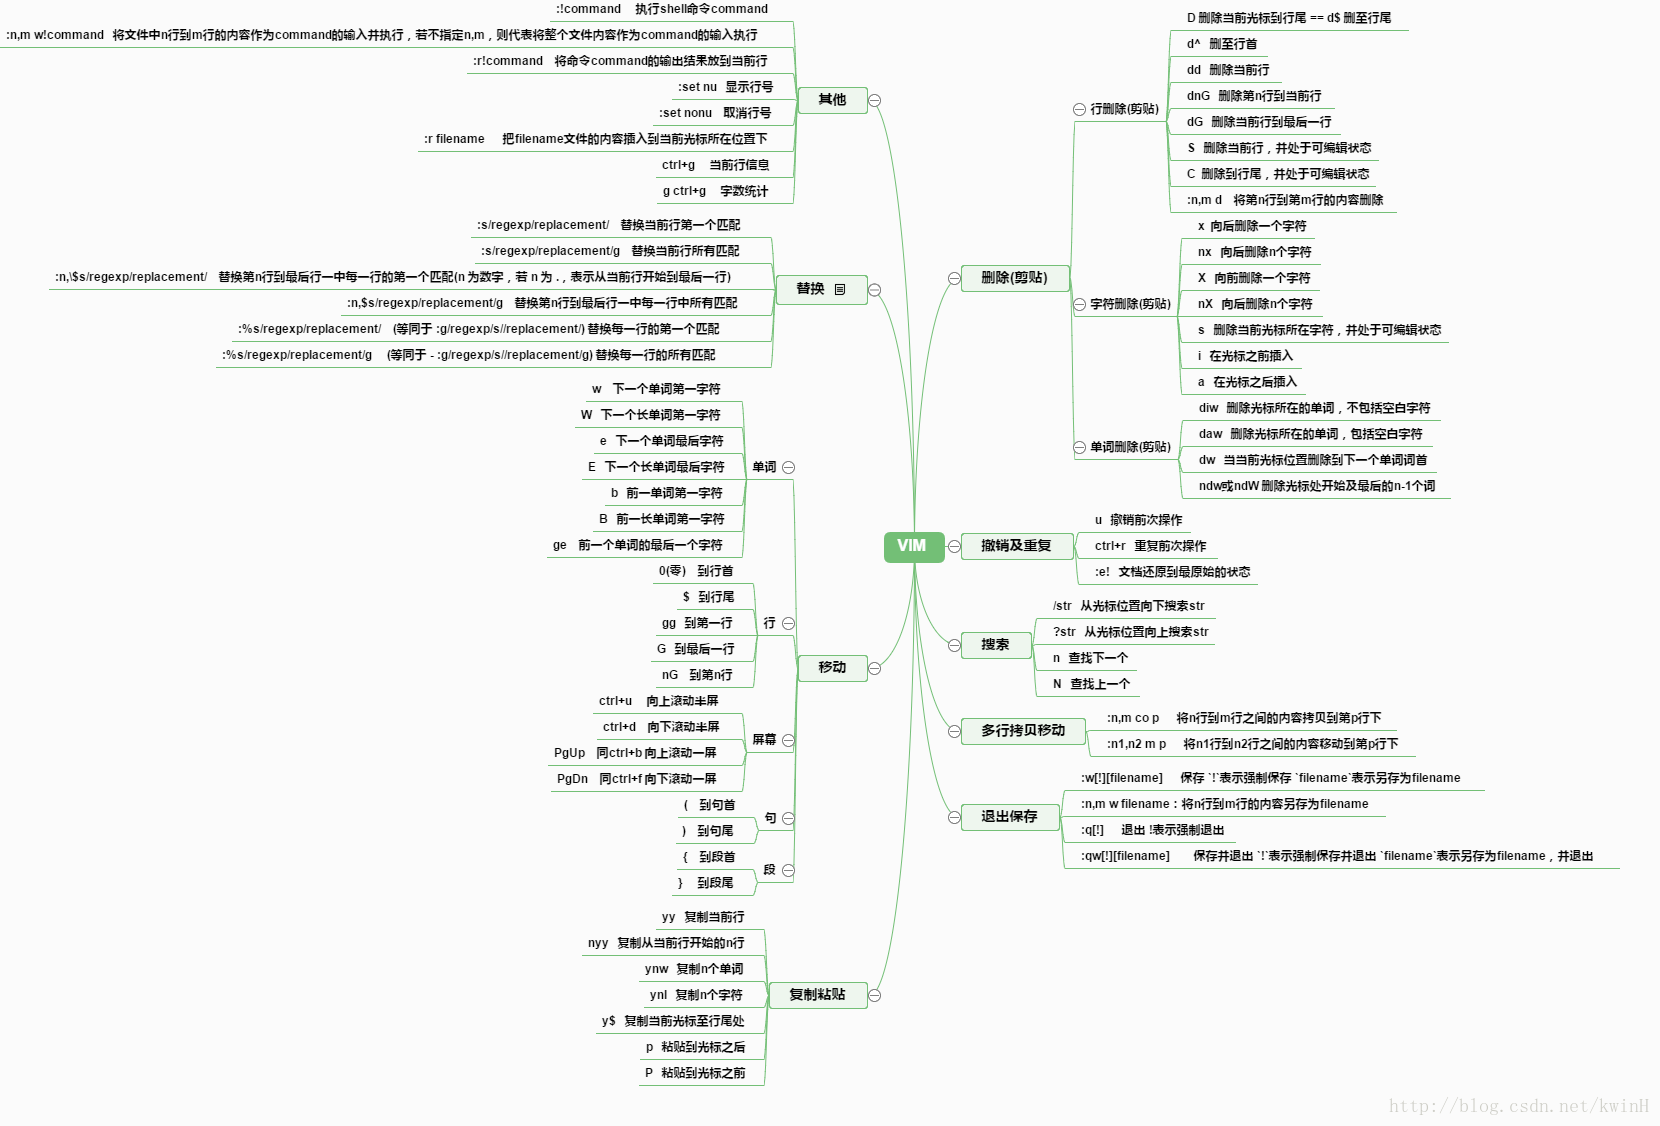 VIM
其他
:!command 执行shell命令command
:n,m w!command 将文件中n行到m行的内容作为command的输入并执行，若不指定n,m，则代表将整个文件内容作为command的输入执行
:r!command 将命令command的输出结果放到当前行
:set nu 显示行号
:set nonu 取消行号
:r filename 把filename文件的内容插入到当前光标所在位置下
ctrl+g 当前行信息
g ctrl+g 字数统计
替换
:s/regexp/replacement/ 替换当前行第一个匹配
:s/regexp/replacement/g 替换当前行所有匹配
:n,\$s/regexp/replacement/ 替换第n行到最后行一中每一行的第一个匹配(n 为数字，若 n 为 .，表示从当前行开始到最后一行)
:n,$s/regexp/replacement/g 替换第n行到最后行一中每一行中所有匹配
:%s/regexp/replacement/ (等同于 :g/regexp/s//replacement/) 替换每一行的第一个匹配
:%s/regexp/replacement/g (等同于 - :g/regexp/s//replacement/g) 替换每一行的所有匹配
移动
单词
w 下一个单词第一字符
W 下一个长单词第一字符
e 下一个单词最后字符
E 下一个长单词最后字符
b 前一单词第一字符
B 前一长单词第一字符
ge 前一个单词的最后一个字符
行
0(零) 到行首
$ 到行尾
gg 到第一行
G 到最后一行
nG 到第n行
屏幕
ctrl+u 向上滚动半屏
ctrl+d 向下滚动半屏
PgUp 同ctrl+b 向上滚动一屏
PgDn 同ctrl+f 向下滚动一屏
句
( 到句首
) 到句尾
段
{ 到段首
} 到段尾
复制粘贴
yy 复制当前行
nyy 复制从当前行开始的n行
ynw 复制n个单词
ynl 复制n个字符
y$ 复制当前光标至行尾处
p 粘贴到光标之后
P 粘贴到光标之前
删除(剪贴)
行删除(剪贴)
D 删除当前光标到行尾 == d$ 删至行尾
d^ 删至行首
dd 删除当前行
dnG 删除第n行到当前行
dG 删除当前行到最后一行
S 删除当前行，并处于可编辑状态
C 删除到行尾，并处于可编辑状态
:n,m d 将第n行到第m行的内容删除
字符删除(剪贴)
x 向后删除一个字符
nx 向后删除n个字符
X 向前删除一个字符
nX 向后删除n个字符
s 删除当前光标所在字符，并处于可编辑状态
i 在光标之前插入
a 在光标之后插入
单词删除(剪贴)
diw 删除光标所在的单词，不包括空白字符
daw 删除光标所在的单词，包括空白字符
dw 当当前光标位置删除到下一个单词词首
ndw或ndW 删除光标处开始及最后的n-1个词
撤销及重复
u 撤销前次操作
ctrl+r 重复前次操作
:e! 文档还原到最原始的状态
搜索
/str 从光标位置向下搜索str
?str 从光标位置向上搜索str
n 查找下一个
N 查找上一个
多行拷贝移动
:n,m co p 将n行到m行之间的内容拷贝到第p行下
:n1,n2 m p 将n1行到n2行之间的内容移动到第p行下
退出保存
:w[!][filename] 保存 `!`表示强制保存 `filename`表示另存为filename
:n,m w filename：将n行到m行的内容另存为filename
:q[!] 退出 !表示强制退出
:qw[!][filename] 保存并退出 `!`表示强制保存并退出 `filename`表示另存为filename，并退出
http://blog.csdn.net/kwinH